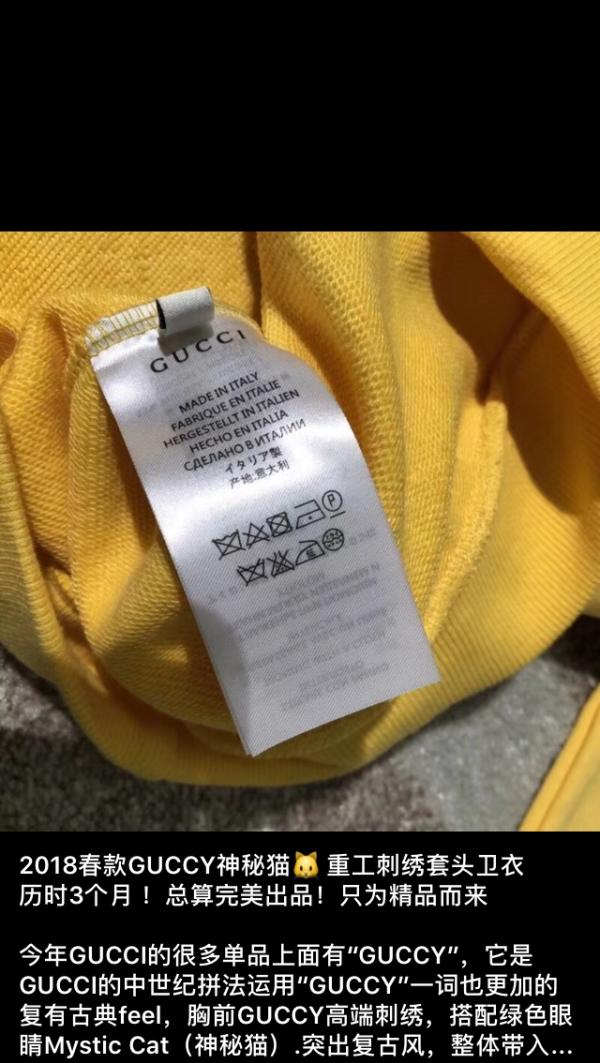 GUCCI
MADE IN ITALY
FABRIQUE EN ITALIE
HERGESTELLT IN ITALIEN
HECHO EN ITALIA
СДЕЛАНО В ИТАЛИИ
イタリア製
产地:意大利
P
2018春款GUCCY神秘猫🐱 重工刺绣套头卫衣
历时3个月 ！总算完美出品！只为精品而来
今年GUCCI的很多单品上面有“GUCCY”，它是
GUCCI的中世纪拼法运用“GUCCY”一词也更加的
复有古典feel，胸前GUCCY高端刺绣，搭配绿色眼
睛Mystic Cat（神秘猫）.突出复古风，整体带入...